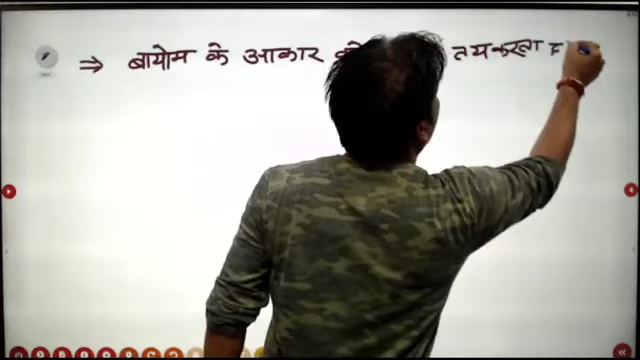 ⇒ बायोम के आकार तय करता